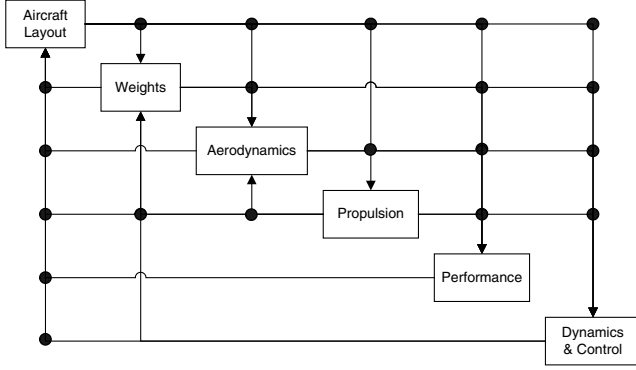 Aircraft
Layout
Weights
Aerodynamics
Propulsion
Performance
Dynamics
& Control